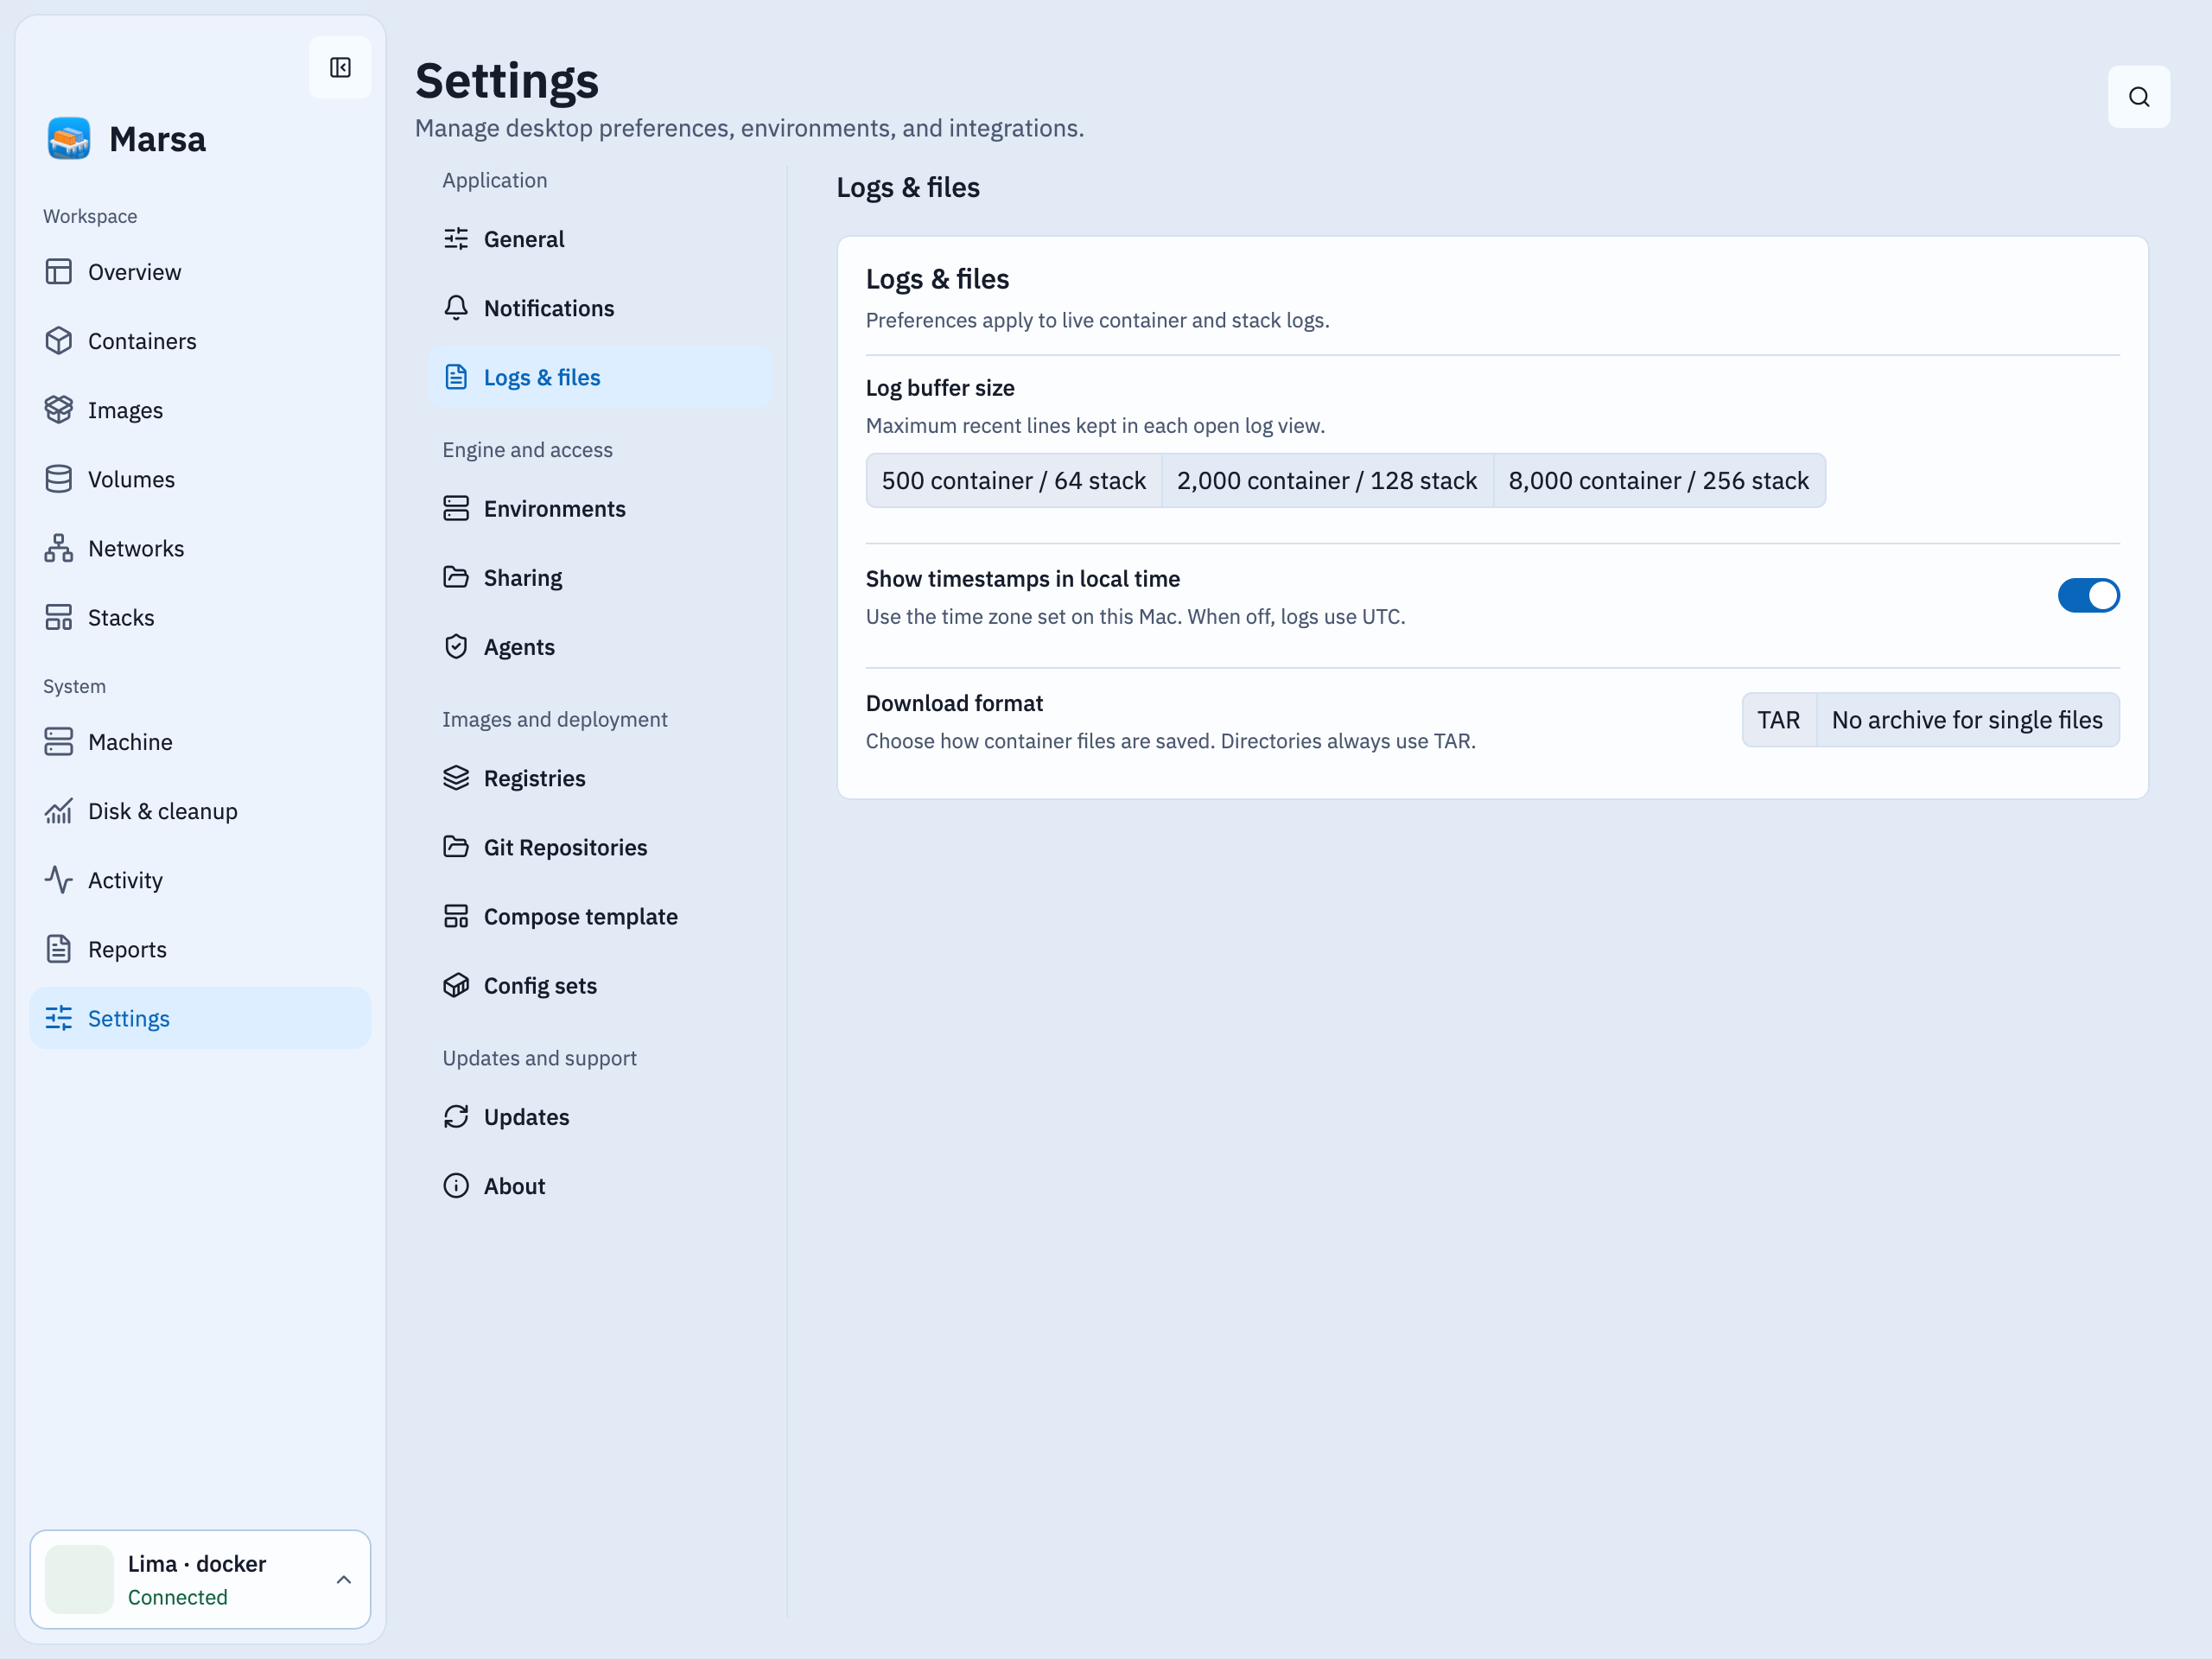 Marsa
Workspace
Overview
Containers
Images
Volumes
Networks
Stacks
System
Machine
Disk & cleanup
Activity
Reports
Settings
Lima · docker
Connected
Settings
Manage desktop preferences, environments, and integrations.
Application
General
Notifications
Logs & files
Engine and access
Environments
Sharing
Agents
Images and deployment
Registries
Git Repositories
Compose template
Config sets
Updates and support
Updates
About
Logs & files
Logs & files
Preferences apply to live container and stack logs.
Log buffer size
Maximum recent lines kept in each open log view.
500 container / 64 stack 2,000 container / 128 stack 8,000 container / 256 stack
Show timestamps in local time
Use the time zone set on this Mac. When off, logs use UTC.
Download format
Choose how container files are saved. Directories always use TAR.
TAR No archive for single files